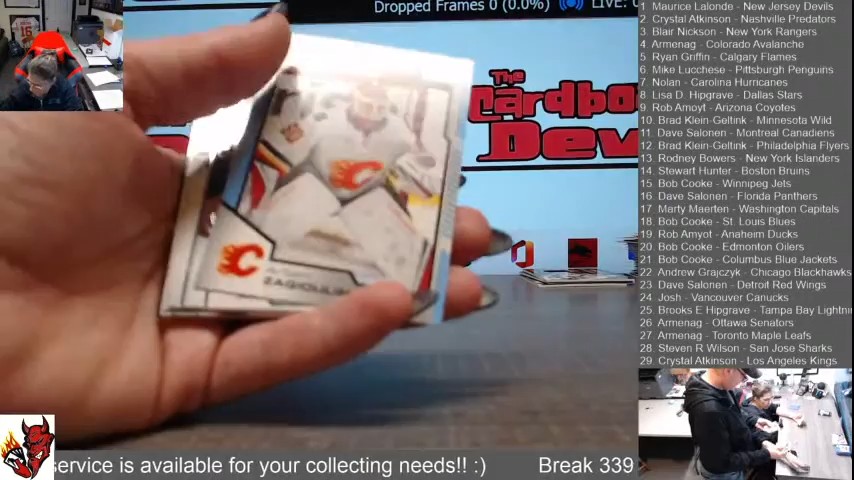 Dropped Frames 0 (0.0%)
LIVE:
The
Cardbo
Dev
ZAGIDULIN
1 Maurice Lalonde - New Jersey Devils
2 Crystal Atkinson - Nashville Predators
3 Blair Nickson - New York Rangers
4 Armenag - Colorado Avalanche
5 Ryan Griffin - Calgary Flames
6 Mike Lucchese - Pittsburgh Penguins
7 Nolan - Carolina Hurricanes
8 Lisa D. Hipgrave - Dallas Stars
9 Rob Amoyt - Arizona Coyotes
10 Brad Klein-Geltink - Minnesota Wild
11 Dave Salonen - Montreal Canadiens
12 Brad Klein-Geltink - Philadelphia Flyers
13 Rodney Bowers - New York Islanders
14 Stewart Hunter - Boston Bruins
15 Bob Cooke - Winnipeg Jets
16 Dave Salonen - Florida Panthers
17 Marty Maerten - Washington Capitals
18 Bob Cooke - St. Louis Blues
19 Rob Amyot - Anaheim Ducks
20 Bob Cooke - Edmonton Oilers
21 Bob Cooke - Columbus Blue Jackets
22 Andrew Grajczyk - Chicago Blackhawks
23 Dave Salonen - Detroit Red Wings
24 Josh - Vancouver Canucks
25 Brooks E Hipgrave - Tampa Bay Lightni
26 Armenag - Ottawa Senators
27 Armenag - Toronto Maple Leafs
28 Steven R Wilson - San Jose Sharks
29 Crystal Atkinson - Los Angeles Kings
service is available for your collecting needs!! :)
Break 339